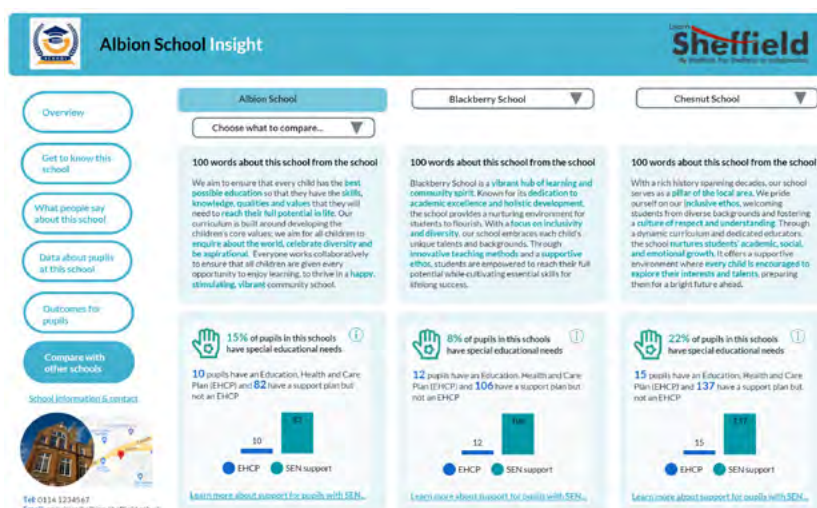 Albion School Insight
Learn
Sheffield
Overview
Get to know this
school
What people say
about this school
Data about pupils
at this school
Outcomes for
pupils
Compare with
other schools
School information & contact
Tel: 0114 1234567
Albion School
Choose what to compare...
100 words about this school from the school
We aim to ensure that every child has the best
possible education so that they have the skills,
knowledge, qualities and values that they will
need to reach their full potential in life. Our
curriculum is built around developing the
children's core values; we aim for all children to
enquire about the world, celebrate diversity and
be aspirational. Everyone works collaboratively
to ensure that all children are given every
opportunity to enjoy learning, to thrive in a happy,
stimulating, vibrant community school.
15% of pupils in this schools
have special educational needs
10 pupils have an Education, Health and Care
Plan (EHCP) and 82 have a support plan but
not an EHCP
10
82
EHCP
SEN support
Learn more about support for pupils with SEN...
Blackberry School
100 words about this school from the school
Blackberry School is a vibrant hub of learning and
community spirit. Known for its dedication to
academic excellence and holistic development,
the school provides a nurturing environment for
students to flourish. With a focus on inclusivity
and diversity, our school embraces each child's
unique talents and backgrounds. Through
innovative teaching methods and a supportive
ethos, students are empowered to reach their full
potential while cultivating essential skills for
lifelong success.
8% of pupils in this schools
have special educational needs
12 pupils have an Education, Health and Care
Plan (EHCP) and 106 have a support plan but
not an EHCP
12
106
EHCP
SEN support
Learn more about support for pupils with SEN...
Chesnut School
100 words about this school from the school
With a rich history spanning decades, our school
serves as a pillar of the local area. We pride
ourself on our inclusive ethos, welcoming
students from diverse backgrounds and fostering
a culture of respect and understanding. Through
a dynamic curriculum and dedicated educators,
the school nurtures students' academic, social,
and emotional growth. It offers a supportive
environment where every child is encouraged to
explore their interests and talents, preparing
them for a bright future ahead.
22% of pupils in this schools
have special educational needs
15 pupils have an Education, Health and Care
Plan (EHCP) and 137 have a support plan but
not an EHCP
15
137
EHCP
SEN support
Learn more about support for pupils with SEN...